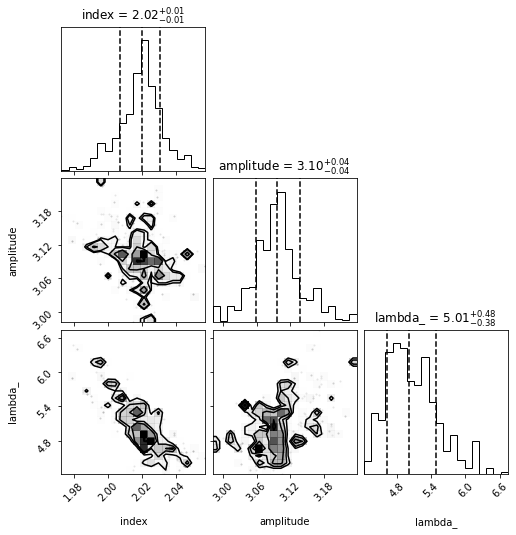 index = 2.02+0.01−0.01
amplitude = 3.10+0.04−0.04
amplitude
3.18
3.12
3.06
3.00
lambda_ = 5.01+0.48−0.38
lambda_
6.6
6.0
5.4
4.8
1.98 2.00 2.02 2.04
3.00 3.06 3.12 3.18
4.8 5.4 6.0 6.6
index amplitude lambda_